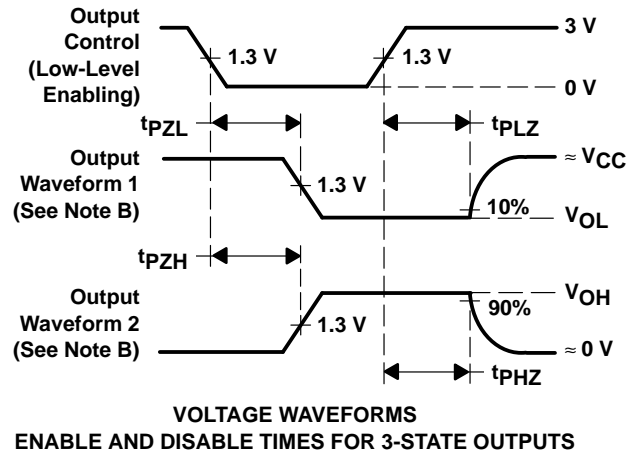 Output
Control
(Low-Level
Enabling)
1.3 V
1.3 V
3 V
0 V
tPZL
tPLZ
Output
Waveform 1
(See Note B)
1.3 V
≈ VCC
10%
VOL
tPZH
Output
Waveform 2
(See Note B)
1.3 V
VOH
90%
≈ 0 V
tPHZ
VOLTAGE WAVEFORMS
ENABLE AND DISABLE TIMES FOR 3-STATE OUTPUTS